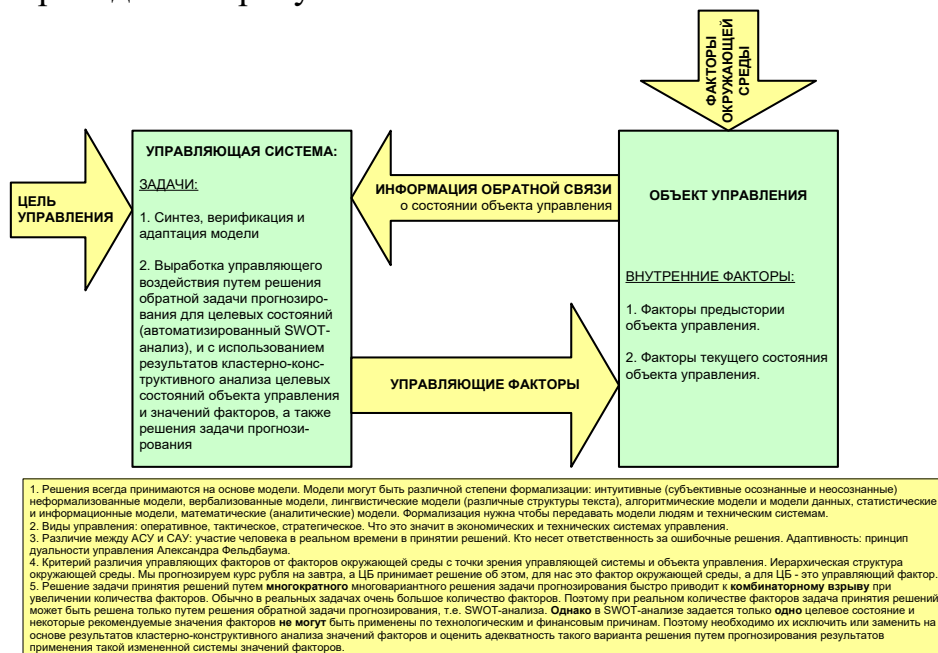 ФАКТОРЫ
ОКРУЖАЮЩЕЙ
СРЕДЫ
ЦЕЛЬ
УПРАВЛЕНИЯ
УПРАВЛЯЮЩАЯ СИСТЕМА:
ЗАДАЧИ:
1. Синтез, верификация и
адаптация модели
2. Выработка управляющего
воздействия путем решения
обратной задачи прогнозиро-
вания для целевых состояний
(автоматизированный SWOT-
анализ), и с использованием
результатов кластерно-конс-
труктивного анализа целевых
состояний объекта управления
и значений факторов, а также
решения задачи прогнози-
рования
ИНФОРМАЦИЯ ОБРАТНОЙ СВЯЗИ
о состоянии объекта управления
УПРАВЛЯЮЩИЕ ФАКТОРЫ
ОБЪЕКТ УПРАВЛЕНИЯ
ВНУТРЕННИЕ ФАКТОРЫ:
1. Факторы предыстории
объекта управления.
2. Факторы текущего состояния
объекта управления.
1. Решения всегда принимаются на основе модели. Модели могут быть различной степени формализации: интуитивные (субъективные осознанные и неосознанные)
неформализованные модели, вербализованные модели, лингвистические модели (различные структуры текста), алгоритмические модели и модели данных, статистические
и информационные модели, математические (аналитические) модели. Формализация нужна чтобы передавать модели людям и техническим системам.
2. Виды управления: оперативное, тактическое, стратегическое. Что это значит в экономических и технических системах управления.
3. Различие между АСУ и САУ: участие человека в реальном времени в принятии решений. Кто несет ответственность за ошибочные решения. Адаптивность: принцип
дуальности управления Александра Фельдбаума.
4. Критерий различия управляющих факторов от факторов окружающей среды с точки зрения управляющей системы и объекта управления. Иерархическая структура
окружающей среды. Мы прогнозируем курс рубля на завтра, а ЦБ принимает решение об этом, для нас это фактор окружающей среды, а для ЦБ - это управляющий фактор.
5. Решение задачи принятия решений путем многократного многовариантного решения задачи прогнозирования быстро приводит к комбинаторному взрыву при
увеличении количества факторов. Обычно в реальных задачах очень большое количество факторов. Поэтому при реальном количестве факторов задача принятия решений
может быть решена только путем решения обратной задачи прогнозирования, т.е. SWOT-анализа. Однако в SWOT-анализе задается только одно целевое состояние и
некоторые рекомендуемые значения факторов не могут быть применены по технологическим и финансовым причинам. Поэтому необходимо их исключить или заменить на
основе результатов кластерно-конструктивного анализа значений факторов и оценить адекватность такого варианта решения путем прогнозирования результатов
применения такой измененной системы значений факторов.